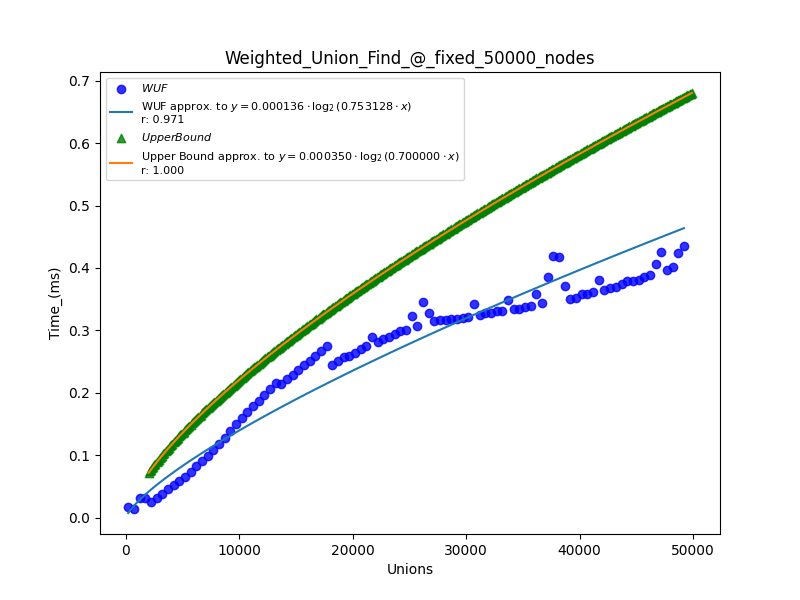 Weighted_Union_Find_@_fixed_50000_nodes
WUF
WUF approx. to y = 0.000136 · log₂ (0.753128 · x)
r: 0.971
UpperBound
Upper Bound approx. to y = 0.000350 · log₂ (0.700000 · x)
r: 1.000
0.7
0.6
0.5
0.4
0.3
0.2
0.1
0.0
Time_(ms)
0 10000 20000 30000 40000 50000
Unions